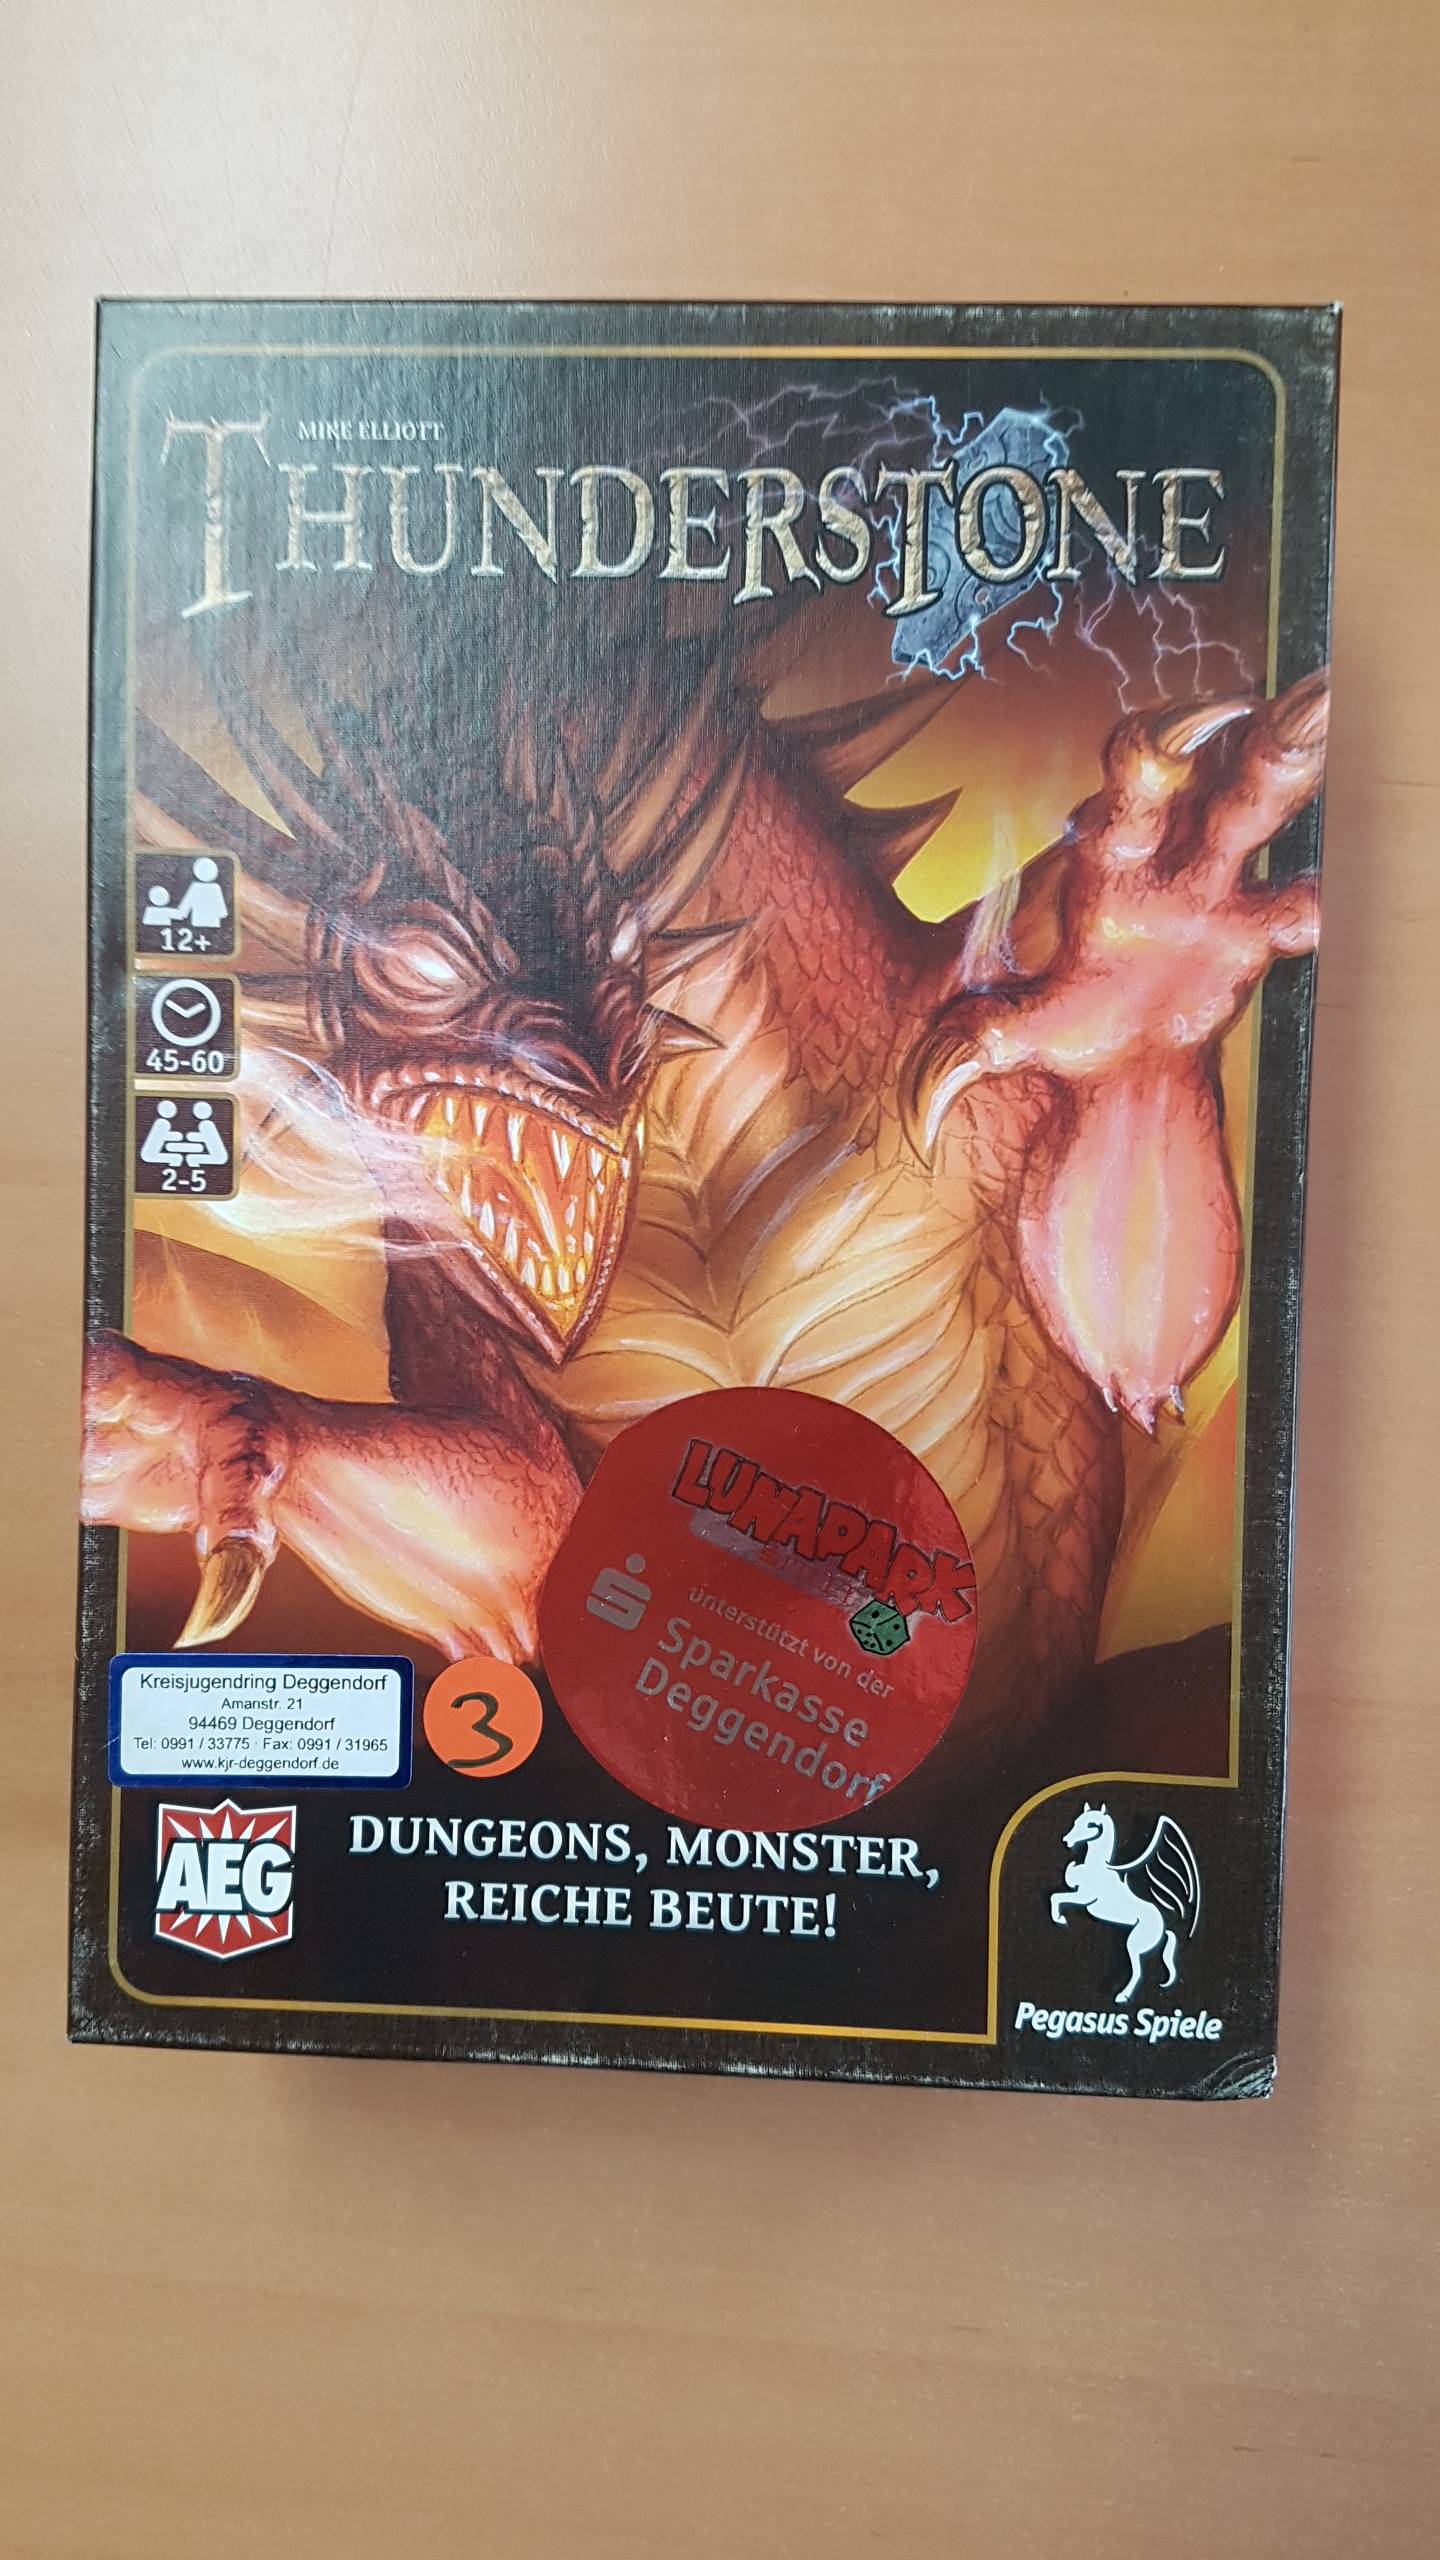 MIKE ELLIOTT
THUNDERSTONE
12+
45-60
2-5
LUNAPARK
unterstützt von der
Sparkasse
Deggendorf
Kreisjugendring Deggendorf
Amanstr. 21
94469 Deggendorf
Tel: 0991 / 33775 · Fax: 0991 / 31965
www.kjr-deggendorf.de
3
AEG
DUNGEONS, MONSTER,
REICHE BEUTE!
Pegasus Spiele